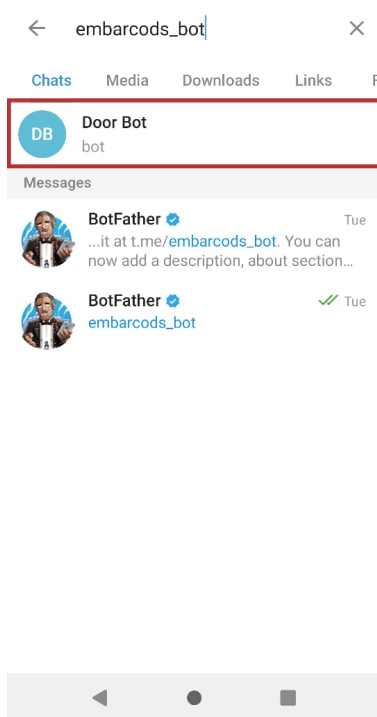 embarcods_bot
Chats Media Downloads Links
DB Door Bot
bot
Messages
BotFather Tue
...it at t.me/embarcods_bot. You can
now add a description, about section...
BotFather Tue
embarcods_bot